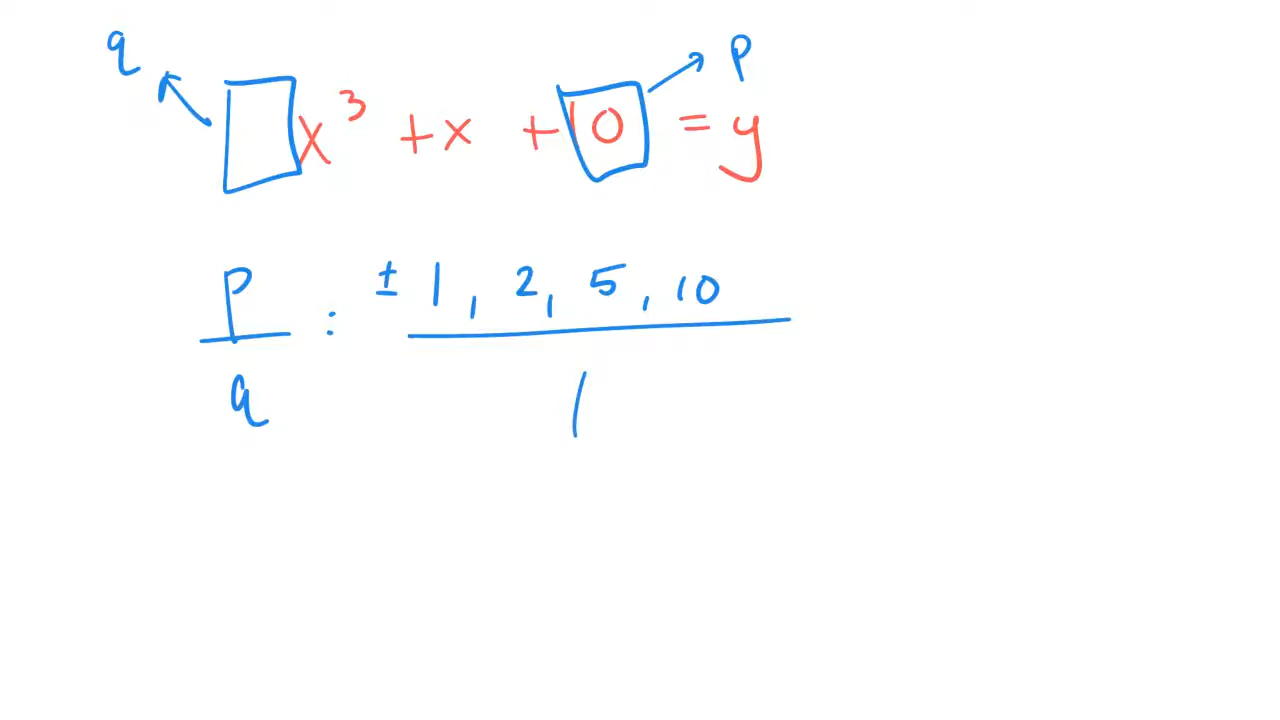 q p
x³ + x + 10 = y
p/q : ± 1, 2, 5, 10 / 1